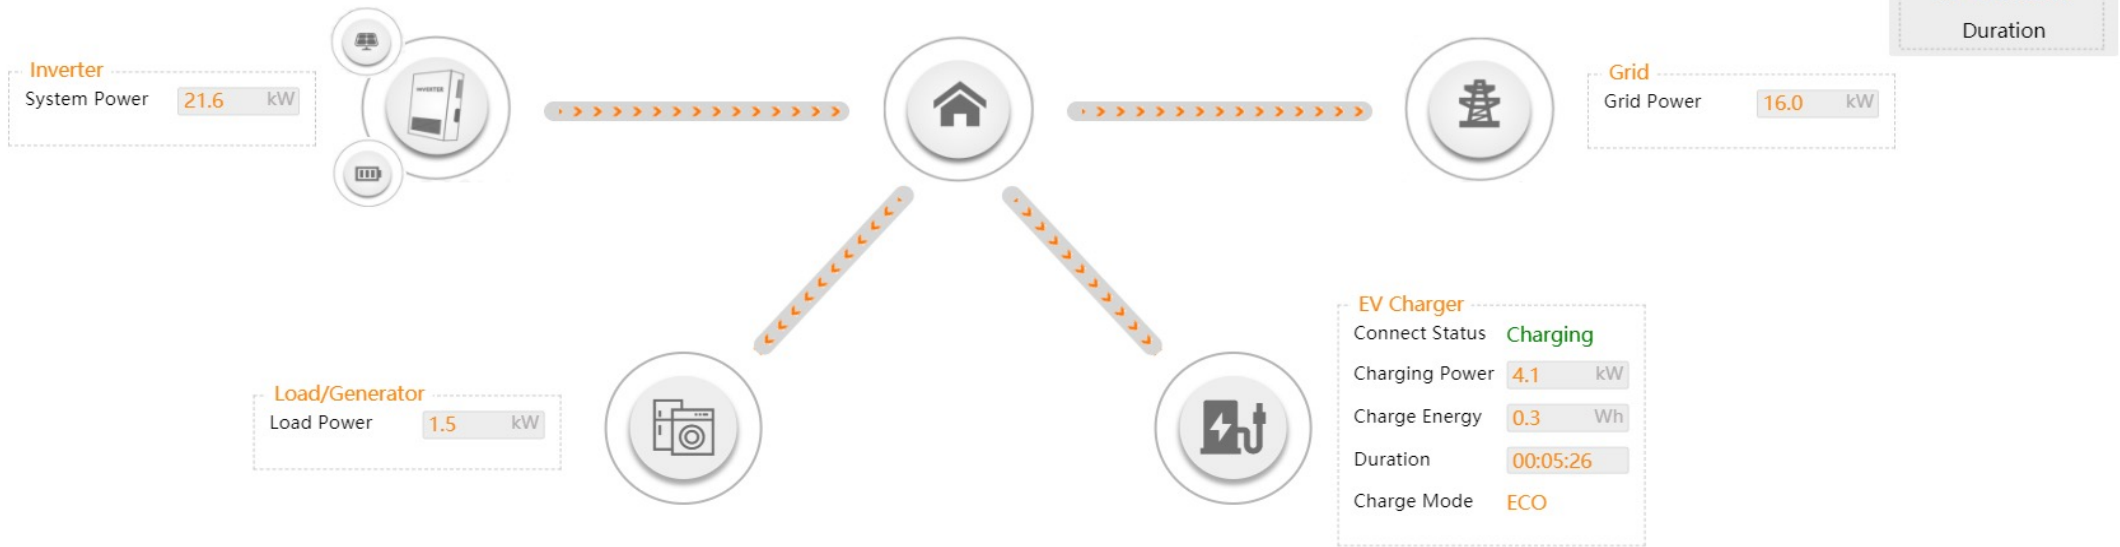 Duration
Inverter
System Power 21.6 kW
INVERTER
Grid
Grid Power 16.0 kW
Load/Generator
Load Power 1.5 kW
EV Charger
Connect Status Charging
Charging Power 4.1 kW
Charge Energy 0.3 Wh
Duration 00:05:26
Charge Mode ECO